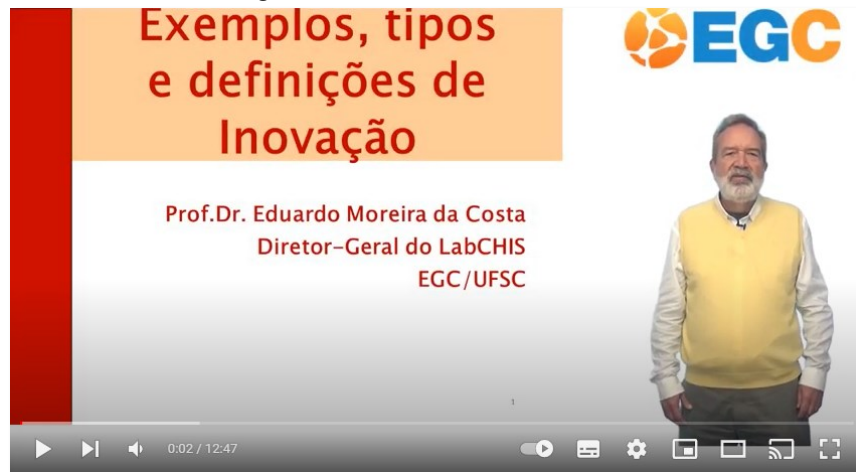 Exemplos, tipos
e definições de
Inovação
EGC
Prof.Dr. Eduardo Moreira da Costa
Diretor-Geral do LabCHIS
EGC/UFSC
1
0:02 / 12:47